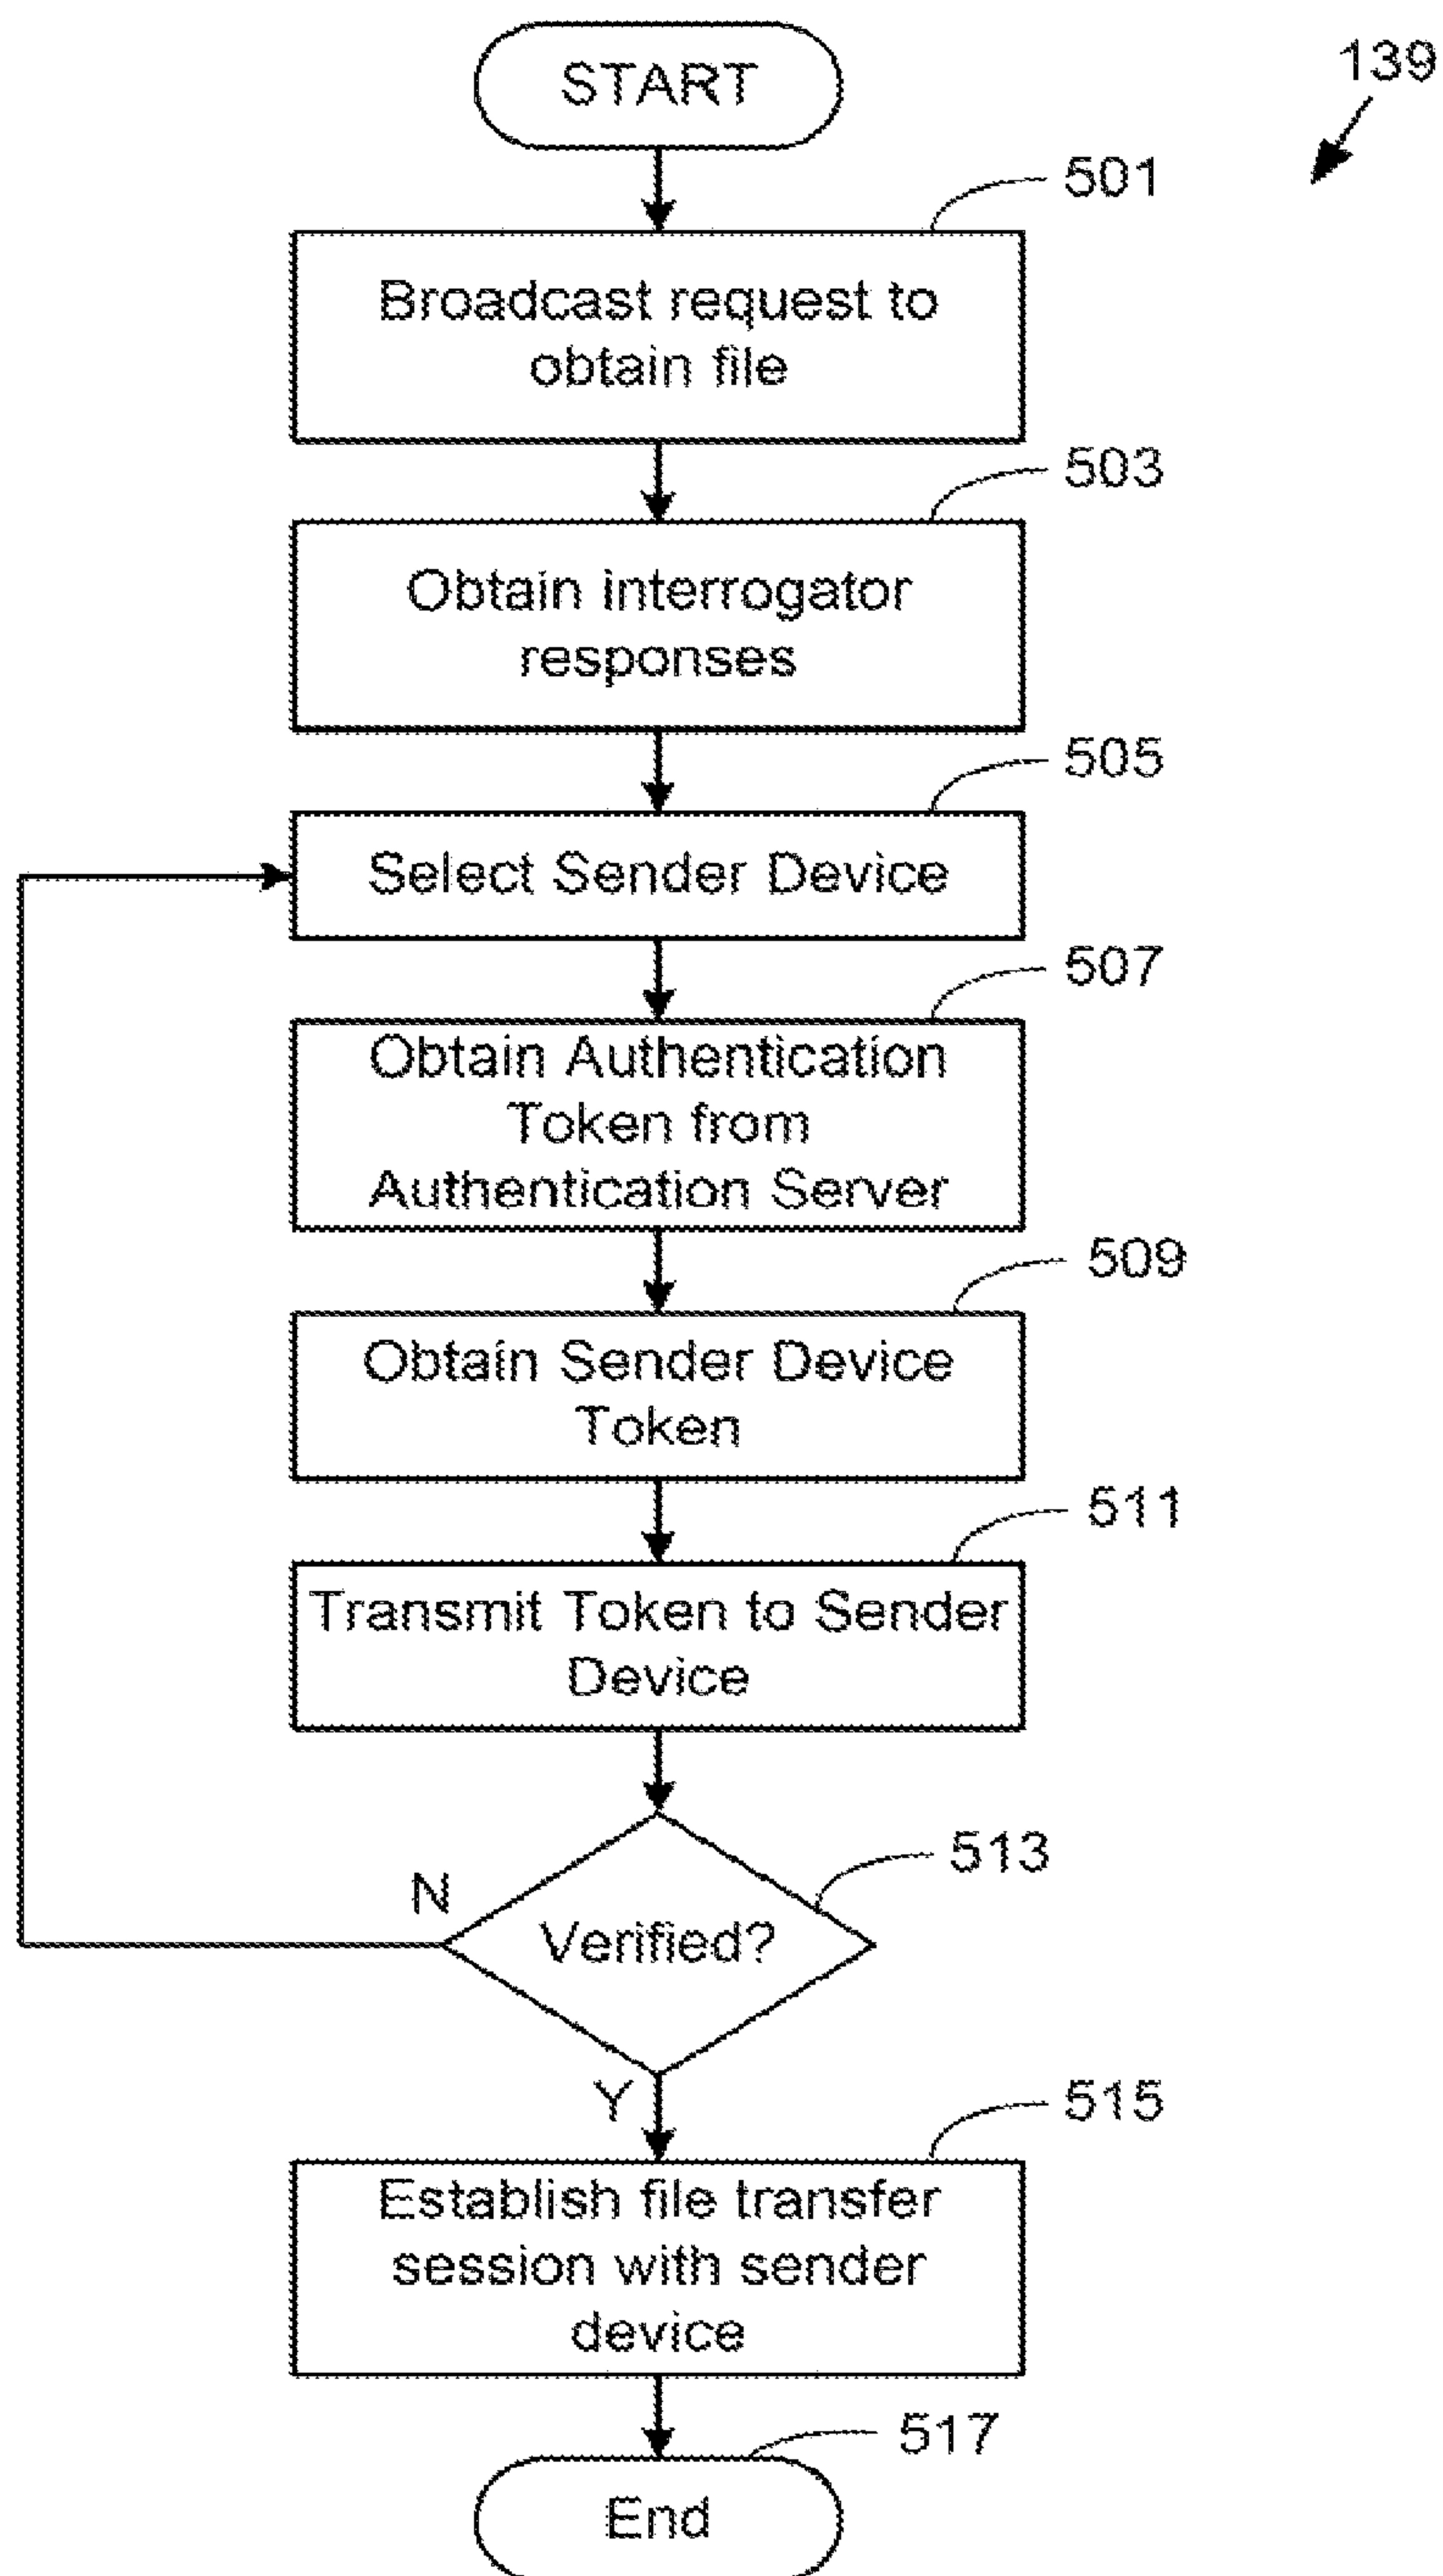 START
139
501
Broadcast request to
obtain file
503
Obtain interrogator
responses
505
Select Sender Device
507
Obtain Authentication
Token from
Authentication Server
509
Obtain Sender Device
Token
511
Transmit Token to Sender
Device
513
N
Verified?
Y
515
Establish file transfer
session with sender
device
517
End